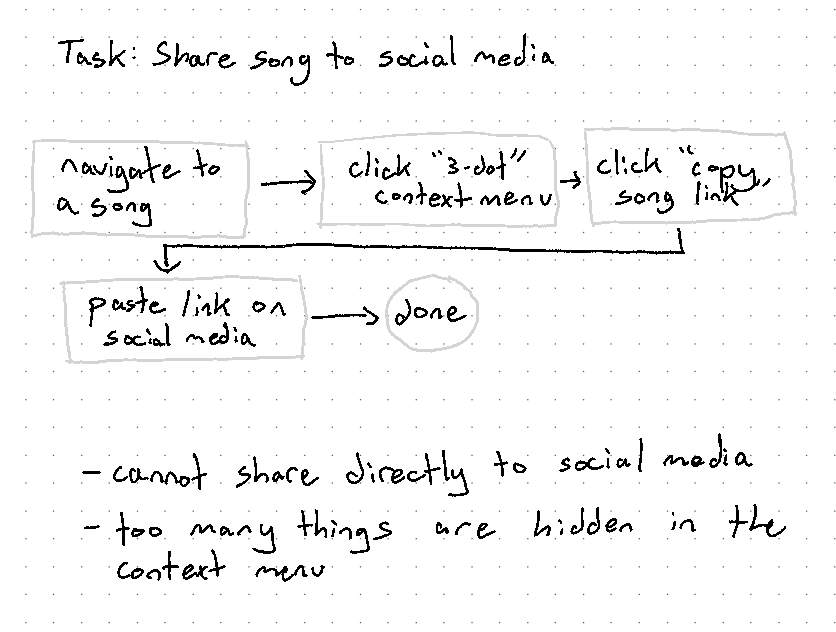 Task: Share song to social media
navigate to
a song
click "3-dot"
context menu
click "copy
song link"
paste link on
social media
done
- cannot share directly to social media
- too many things are hidden in the
context menu